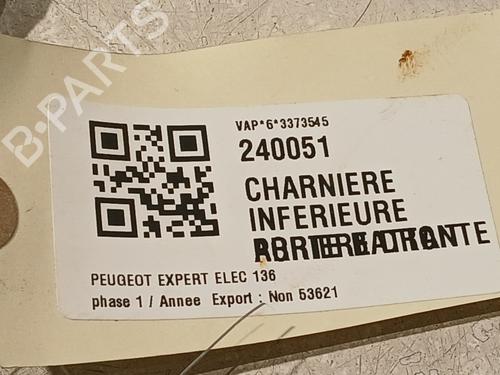 B-PARTS
VAP*6*3373545
240051
CHARNIERE
INFERIEURE
PEUGEOT EXPERT ELEC 136
phase 1 / Annee Export : Non 53621